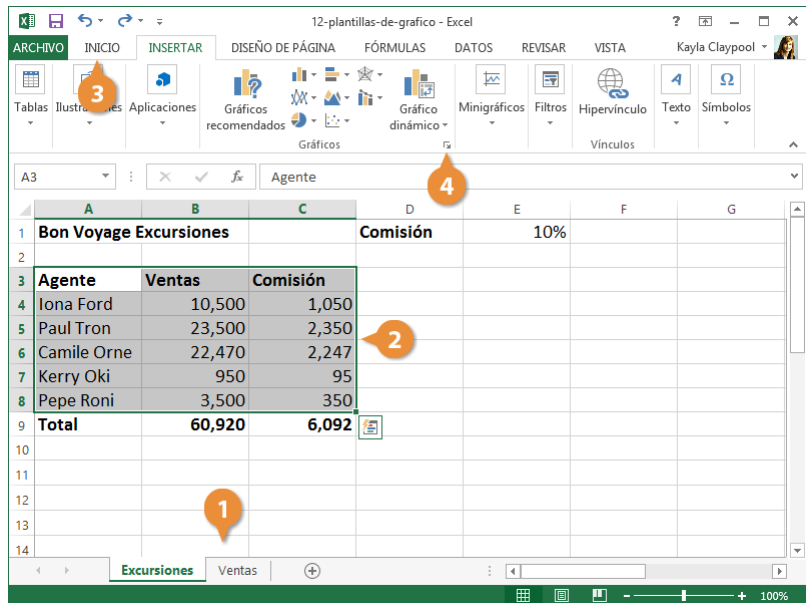 12-plantillas-de-grafico - Excel
?
ARCHIVO INICIO INSERTAR DISEÑO DE PÁGINA FÓRMULAS DATOS REVISAR VISTA Kayla Claypool
3
Tablas Aplicaciones Gráficos recomendados Gráfico dinámico Minigráficos Filtros Hipervínculo Texto Símbolos
Gráficos Vínculos
4
A3 fx Agente
A B C D E F G
1 Bon Voyage Excursiones Comisión 10%
2
3 Agente Ventas Comisión
4 Iona Ford 10,500 1,050
5 Paul Tron 23,500 2,350
2
6 Camile Orne 22,470 2,247
7 Kerry Oki 950 95
8 Pepe Roni 3,500 350
9 Total 60,920 6,092
10
11
12
1
13
14
Excursiones Ventas
100%